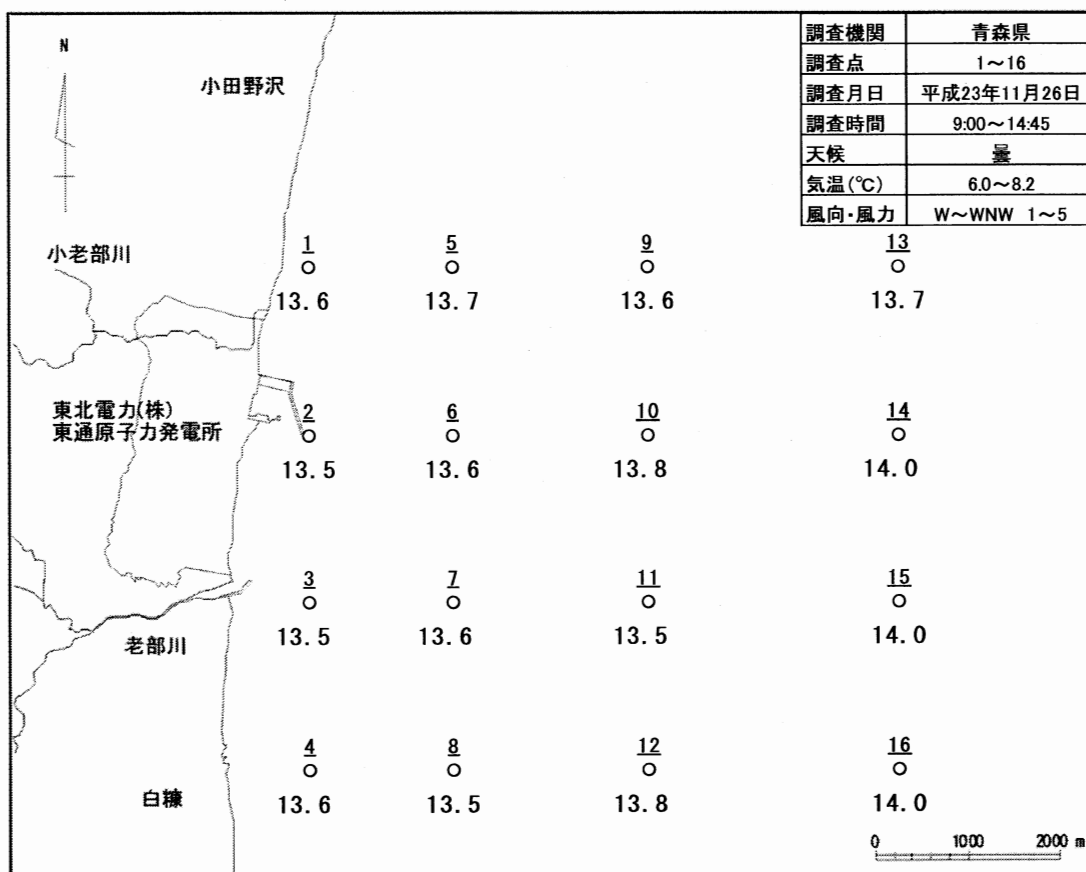 調査機関 青森県
調査点 1～16
調査月日 平成23年11月26日
調査時間 9:00～14:45
天候 曇
気温(℃) 6.0～8.2
風向・風力 W～WNW 1～5
N
小田野沢
小老部川
1 5 9 13
13.6 13.7 13.6 13.7
東北電力(株)
東通原子力発電所
2 6 10 14
13.5 13.6 13.8 14.0
3 7 11 15
13.5 13.6 13.5 14.0
老部川
4 8 12 16
白糠
13.6 13.5 13.8 14.0
0 1000 2000 m